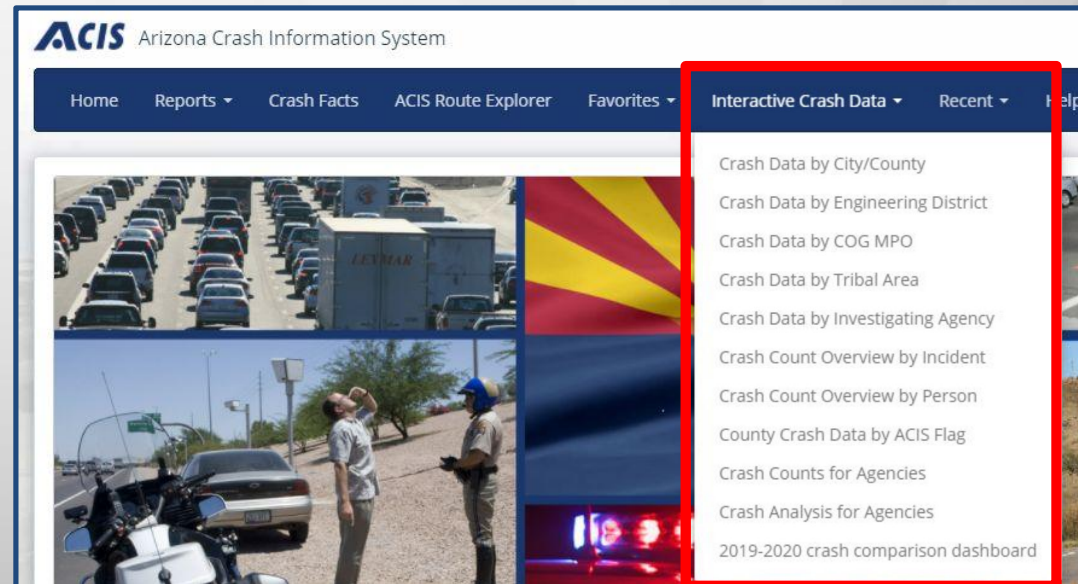 ACIS Arizona Crash Information System
Home Reports Crash Facts ACIS Route Explorer Favorites Interactive Crash Data Recent Help
Crash Data by City/County
Crash Data by Engineering District
Crash Data by COG MPO
Crash Data by Tribal Area
Crash Data by Investigating Agency
Crash Count Overview by Incident
Crash Count Overview by Person
County Crash Data by ACIS Flag
Crash Counts for Agencies
Crash Analysis for Agencies
2019-2020 crash comparison dashboard
LEXMAR